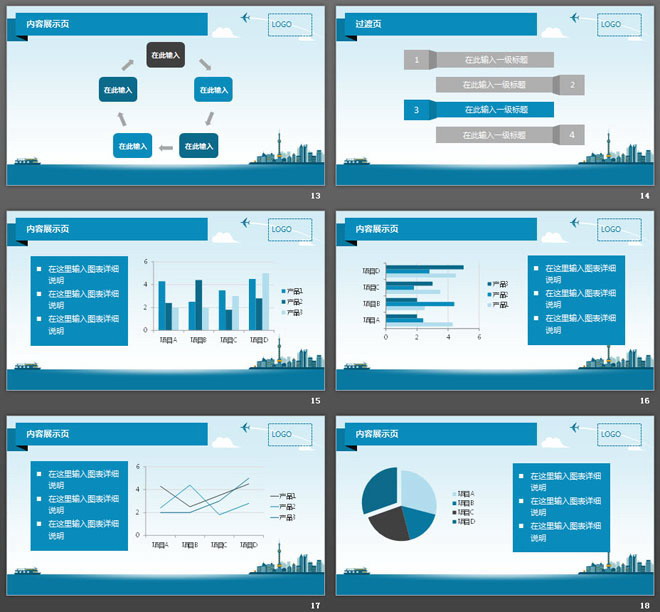 内容展示页
LOGO
在此输入
在此输入
在此输入
在此输入
在此输入
13
过渡页
LOGO
1 在此输入一级标题
在此输入一级标题 2
3 在此输入一级标题
在此输入一级标题 4
14
内容展示页
LOGO
在这里输入图表详细
说明
在这里输入图表详细
说明
在这里输入图表详细
说明
6
4
2
0
项目A 项目B 项目C 项目D
产品1
产品2
产品3
15
内容展示页
LOGO
项目D
项目C
项目B
项目A
0 2 4 6
产品3
产品2
产品1
在这里输入图表详细
说明
在这里输入图表详细
说明
在这里输入图表详细
说明
16
内容展示页
LOGO
在这里输入图表详细
说明
在这里输入图表详细
说明
在这里输入图表详细
说明
6
4
2
0
项目A 项目B 项目C 项目D
产品1
产品2
产品3
17
内容展示页
LOGO
项目A
项目B
项目C
项目D
在这里输入图表详细
说明
在这里输入图表详细
说明
在这里输入图表详细
说明
18